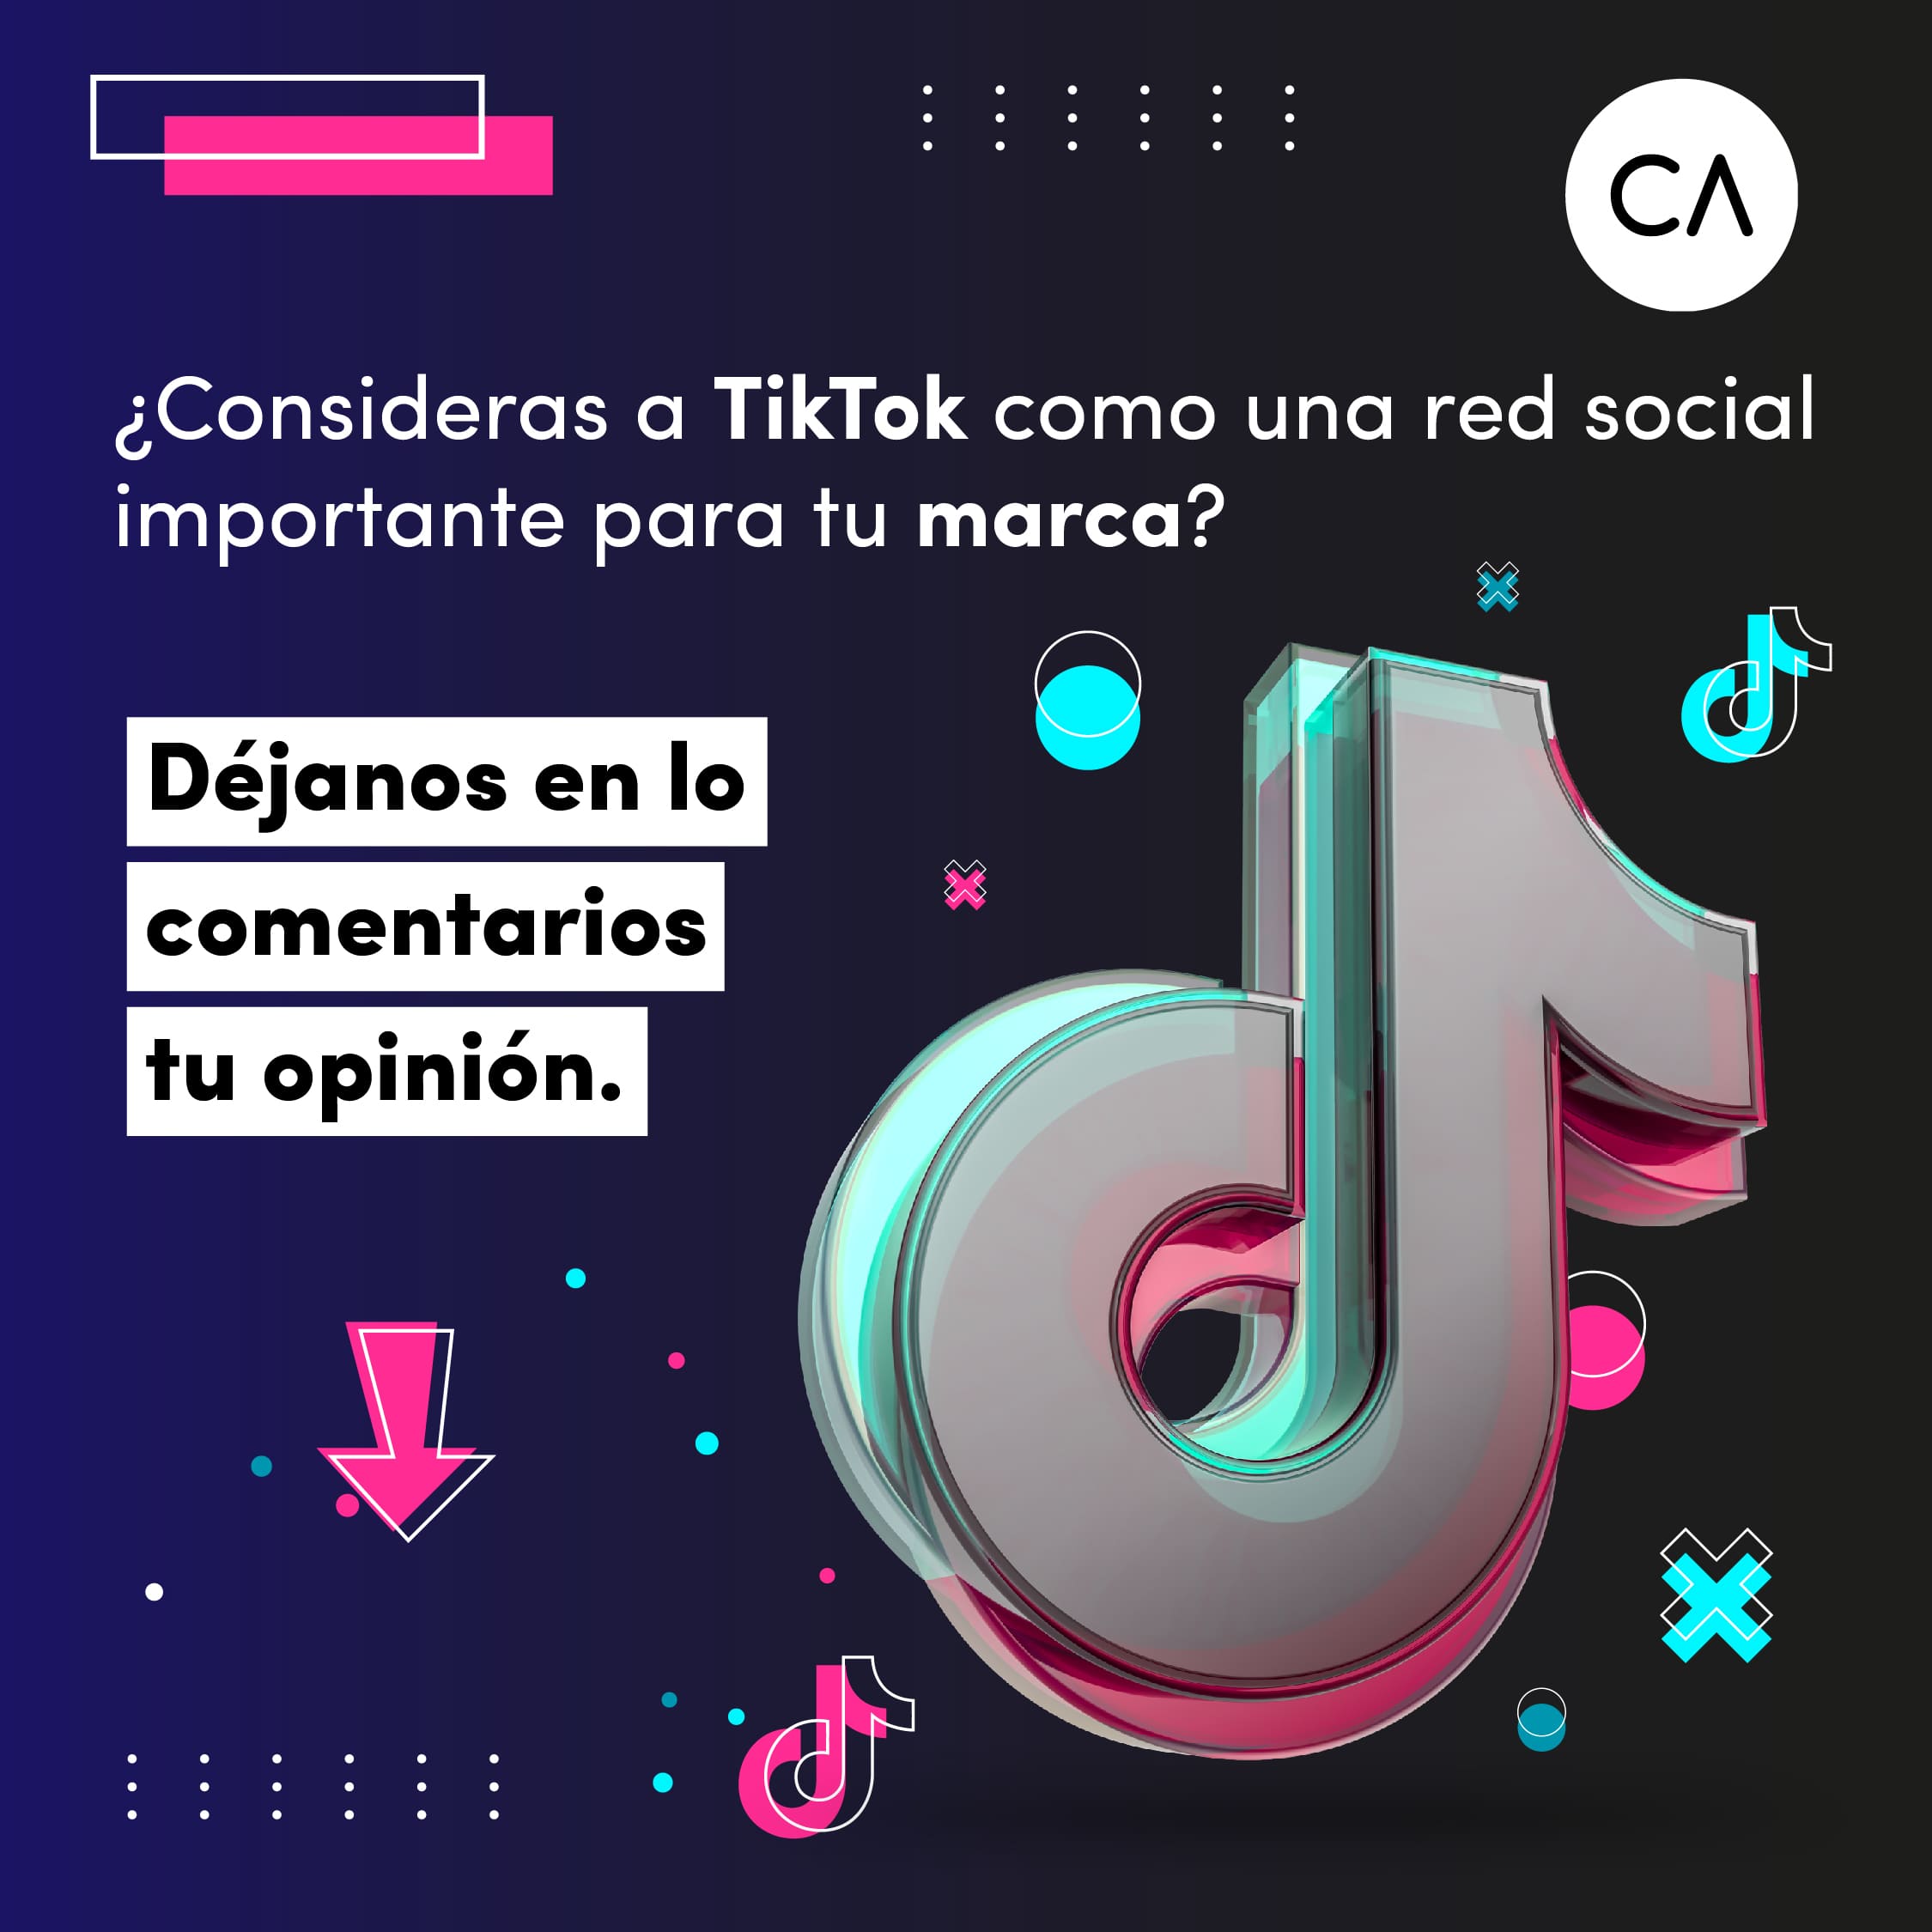 CA
¿Consideras a TikTok como una red social
importante para tu marca?
Déjanos en lo
comentarios
tu opinión.